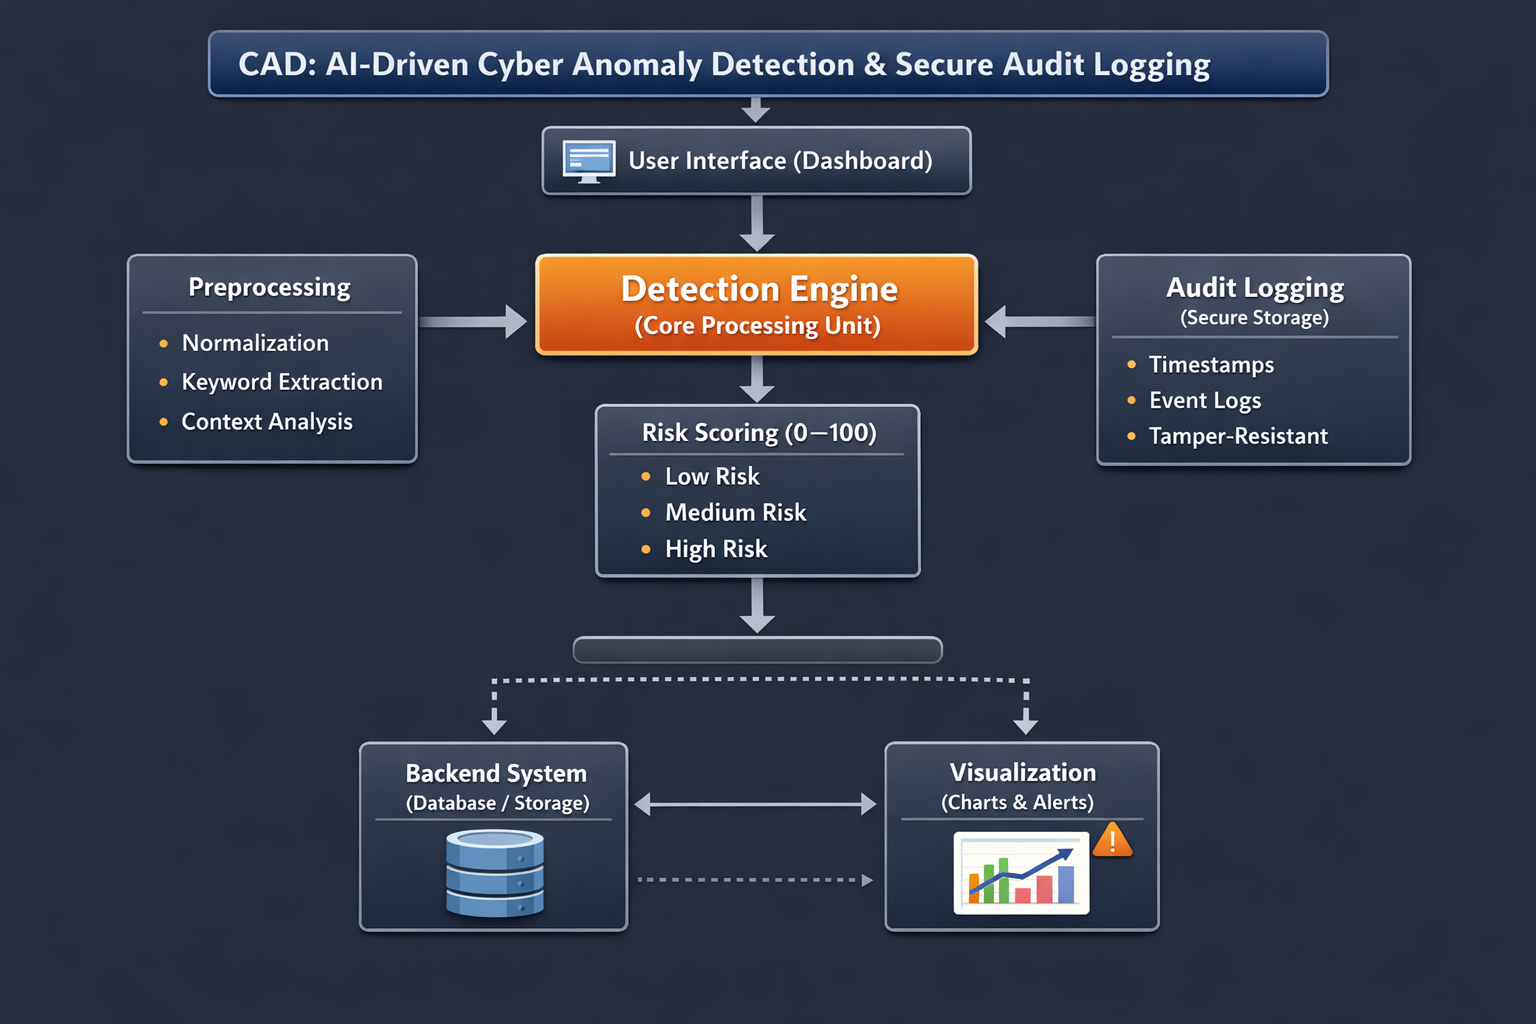 CAD: AI-Driven Cyber Anomaly Detection & Secure Audit Logging
User Interface (Dashboard)
Preprocessing
Normalization
Keyword Extraction
Context Analysis
Detection Engine
(Core Processing Unit)
Audit Logging
(Secure Storage)
Timestamps
Event Logs
Tamper-Resistant
Risk Scoring (0—100)
Low Risk
Medium Risk
High Risk
Backend System
(Database / Storage)
Visualization
(Charts & Alerts)
!